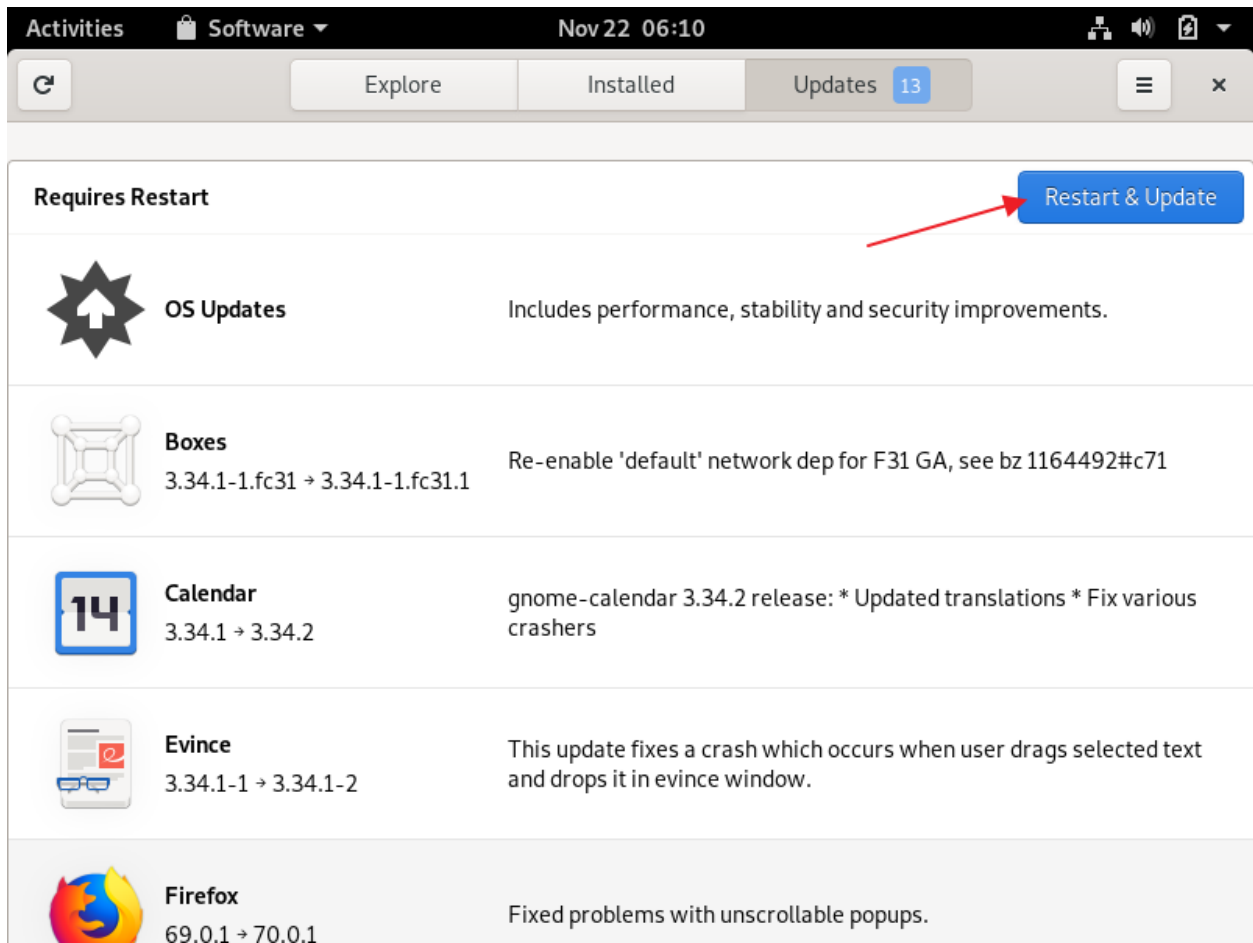 Activities Software Nov 22 06:10
Explore Installed Updates 13
Requires Restart Restart & Update
OS Updates Includes performance, stability and security improvements.
Boxes
3.34.1-1.fc31 → 3.34.1-1.fc31.1
Re-enable 'default' network dep for F31 GA, see bz 1164492#c71
14
Calendar
3.34.1 → 3.34.2
gnome-calendar 3.34.2 release: * Updated translations * Fix various
crashers
Evince
3.34.1-1 → 3.34.1-2
This update fixes a crash which occurs when user drags selected text
and drops it in evince window.
Firefox
69.0.1 → 70.0.1
Fixed problems with unscrollable popups.